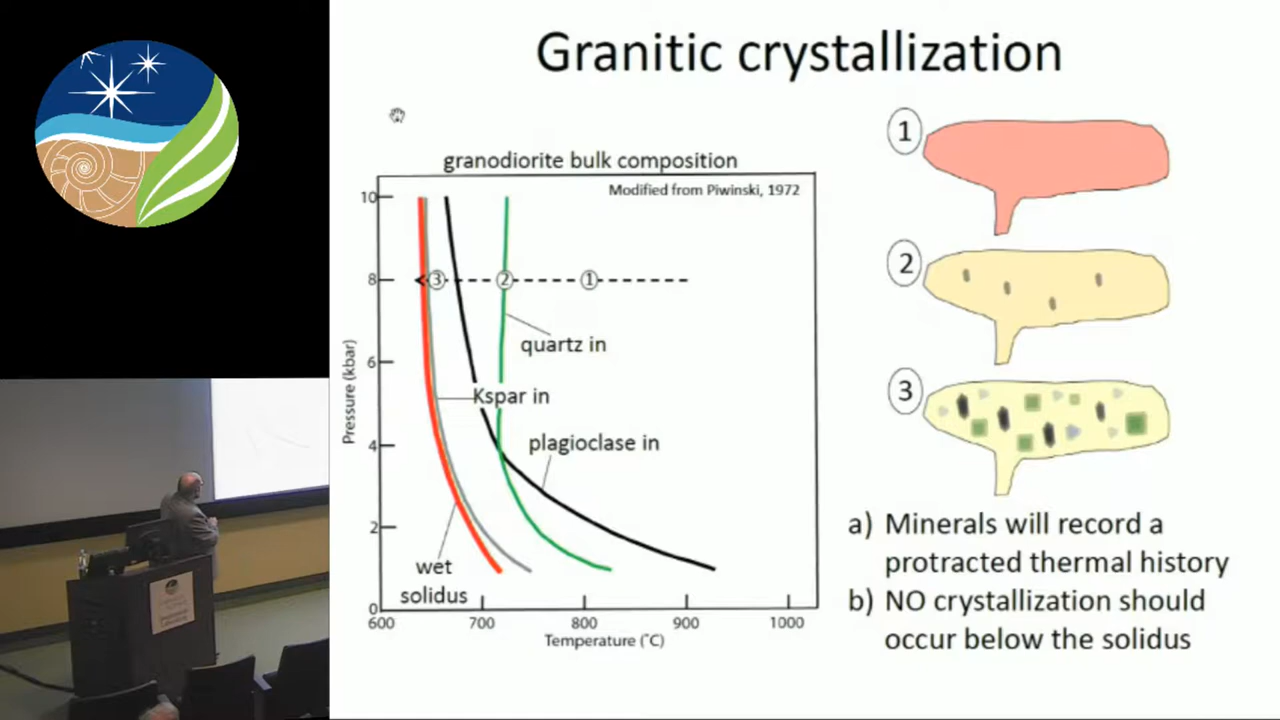 Granitic crystallization
granodiorite bulk composition
Modified from Piwinski, 1972
10
8
6
4
2
0
Pressure (kbar)
3
2
1
quartz in
Kspar in
plagioclase in
wet
solidus
600
700
800
900
1000
Temperature (°C)
1
2
3
a) Minerals will record a
protracted thermal history
b) NO crystallization should
occur below the solidus